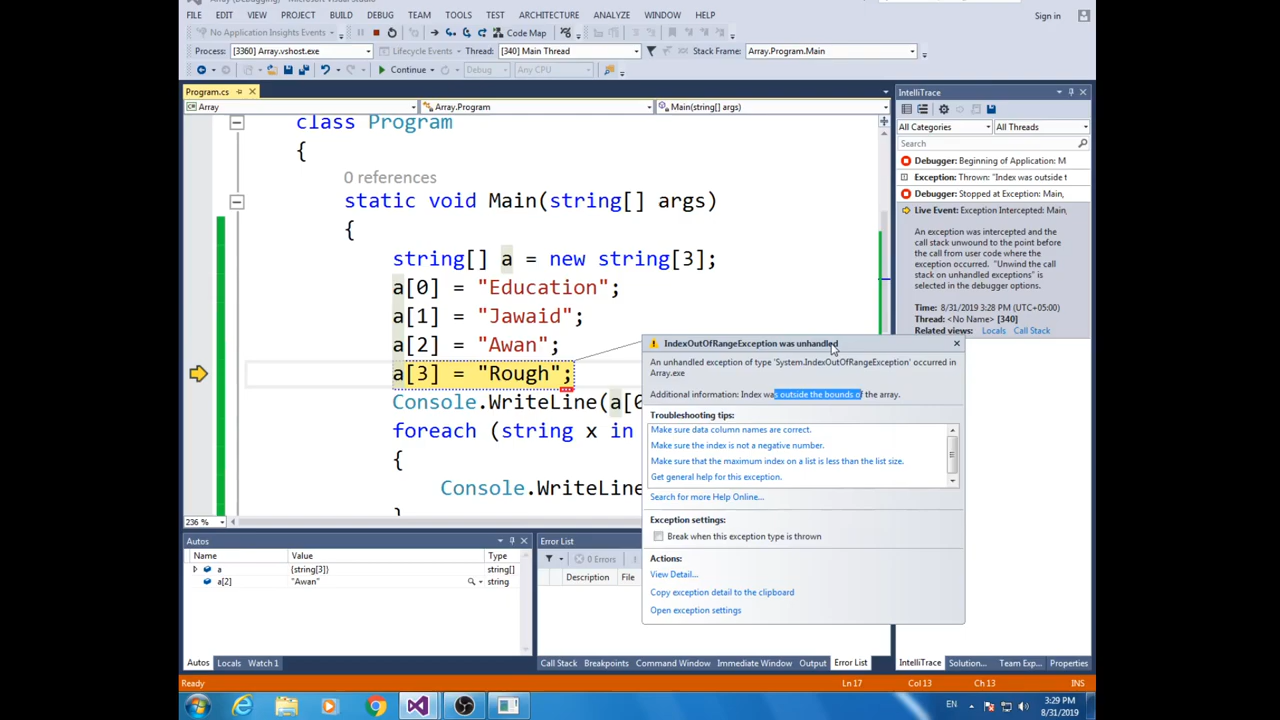 FILE EDIT VIEW PROJECT BUILD DEBUG TEAM TOOLS TEST ARCHITECTURE ANALYZE WINDOW HELP Sign in
No Application Insights Events Code Map
Process: [3360] Array.vshost.exe Lifecycle Events Thread: [340] Main Thread Stack Frame: Array.Program.Main
Continue Debug Any CPU
Program.cs
Array Array.Program Main(string[] args)
class Program
{
0 references
static void Main(string[] args)
{
string[] a = new string[3];
a[0] = "Education";
a[1] = "Jawaid";
a[2] = "Awan";
a[3] = "Rough";
Console.WriteLine(a[0
foreach (string x in
{
Console.WriteLine
}
236 %
IndexOutOfRangeException was unhandled
An unhandled exception of type 'System.IndexOutOfRangeException' occurred in
Array.exe
Additional information: Index was outside the bounds of the array.
Troubleshooting tips:
Make sure data column names are correct.
Make sure the index is not a negative number.
Make sure that the maximum index on a list is less than the list size.
Get general help for this exception.
Search for more Help Online...
Exception settings:
Break when this exception type is thrown
Actions:
View Detail...
Copy exception detail to the clipboard
Open exception settings
IntelliTrace
All Categories All Threads
Search
Debugger: Beginning of Application: M
Exception: Thrown: "Index was outside t
Debugger: Stopped at Exception: Main,
Live Event: Exception Intercepted: Main,
An exception was intercepted and the
call stack unwound to the point before
the call from user code where the
exception occurred. "Unwind the call
stack on unhandled exceptions" is
selected in the debugger options.
Time: 8/31/2019 3:28 PM (UTC+05:00)
Thread: <No Name> [340]
Related views: Locals Call Stack
Autos
Name Value Type
a {string[3]} string[]
a[2] "Awan" string
Autos Locals Watch 1
Error List
0 Errors
Description File
Call Stack Breakpoints Command Window Immediate Window Output Error List
IntelliTrace Solution... Team Exp... Properties
Ready Ln 17 Col 13 Ch 13 INS
EN
3:29 PM
8/31/2019